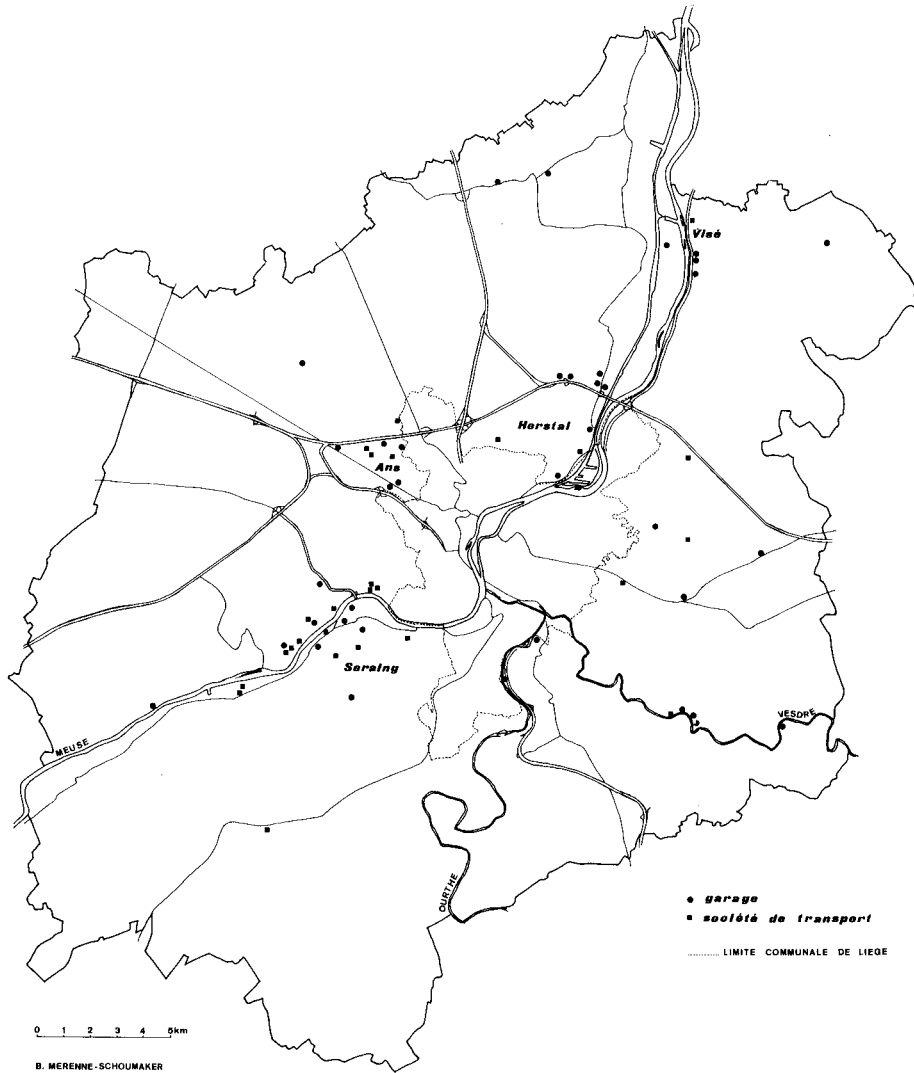 Visé
Herstal
Ans
Seraing
MEUSE
VESDRE
OURTHE
garage
société de transport
LIMITE COMMUNALE DE LIEGE
0 1 2 3 4 5km
B. MERENNE-SCHOUMAKER